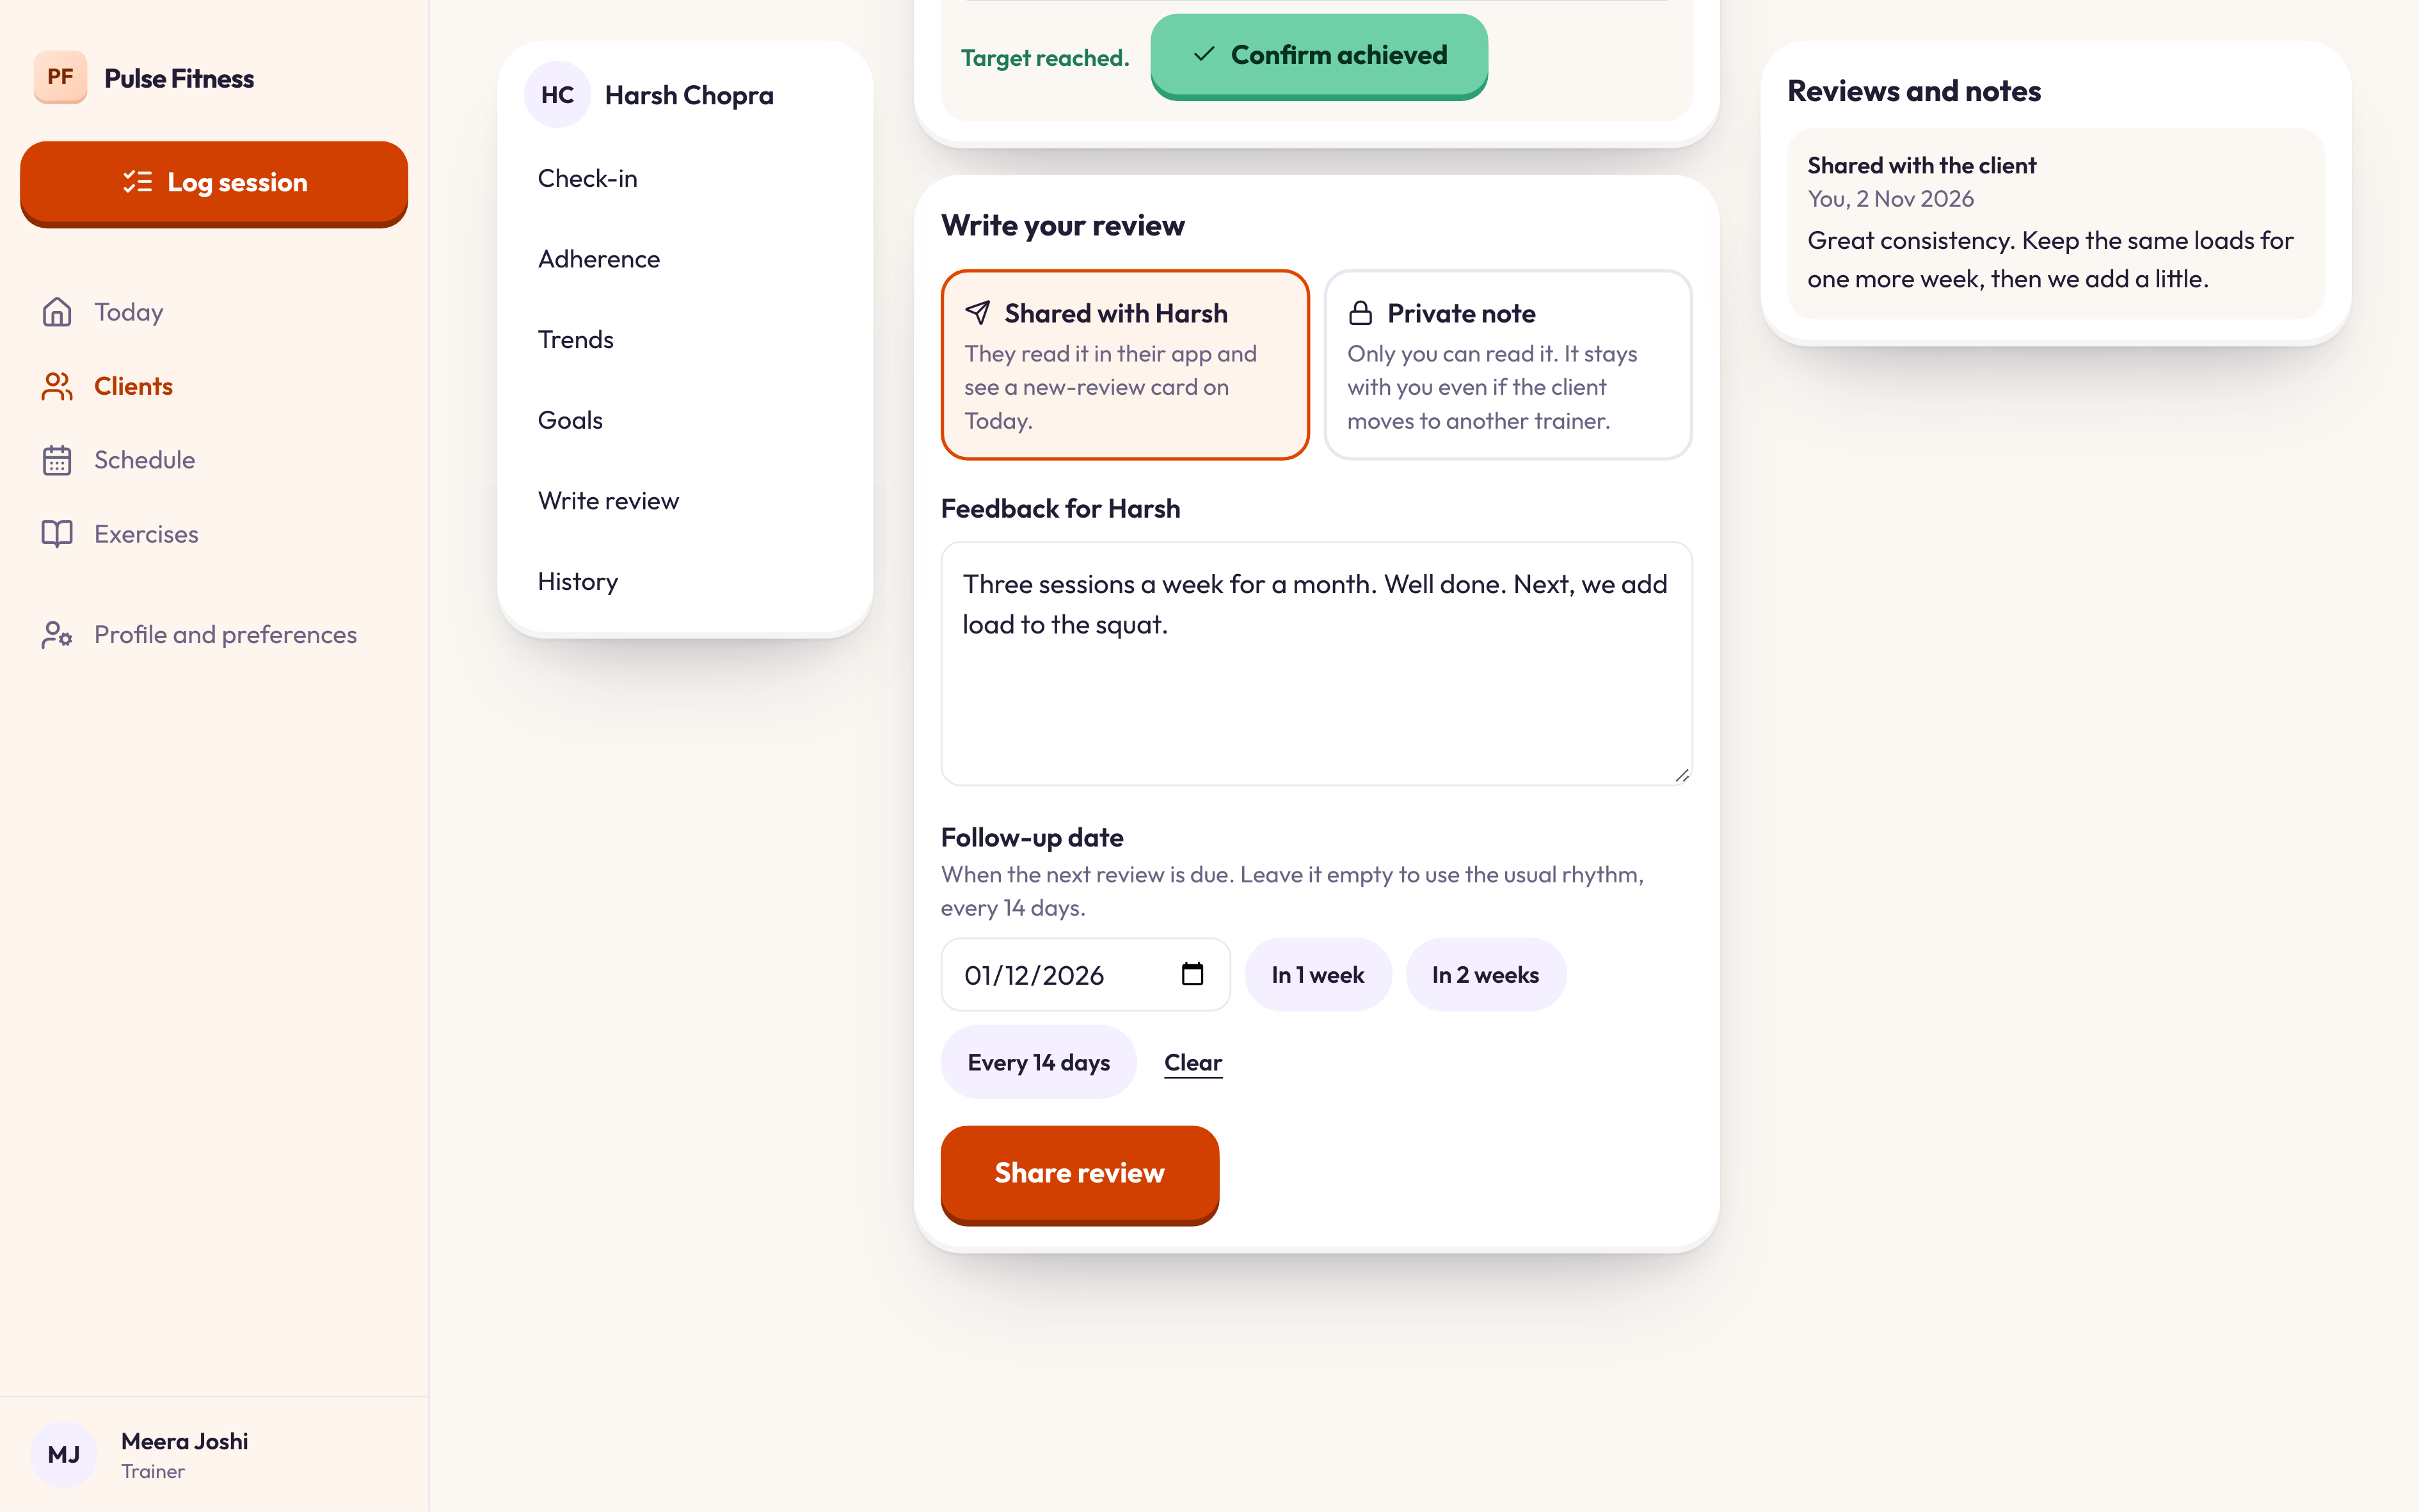 PF
Pulse Fitness
Log session
Today
Clients
Schedule
Exercises
Profile and preferences
MJ
Meera Joshi
Trainer
HC
Harsh Chopra
Check-in
Adherence
Trends
Goals
Write review
History
Target reached.
Confirm achieved
Write your review
Shared with Harsh
They read it in their app and
see a new-review card on
Today.
Private note
Only you can read it. It stays
with you even if the client
moves to another trainer.
Feedback for Harsh
Three sessions a week for a month. Well done. Next, we add
load to the squat.
Follow-up date
When the next review is due. Leave it empty to use the usual rhythm,
every 14 days.
01/12/2026
In 1 week
In 2 weeks
Every 14 days
Clear
Share review
Reviews and notes
Shared with the client
You, 2 Nov 2026
Great consistency. Keep the same loads for
one more week, then we add a little.